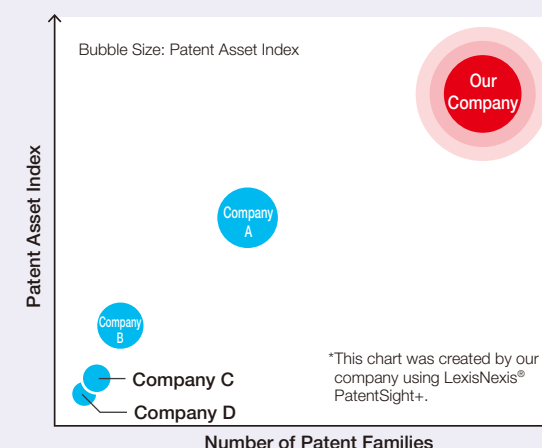 Bubble Size: Patent Asset Index
Our
Company
Company
A
Company
B
Company C
Company D
*This chart was created by our
company using LexisNexis®
PatentSight+.
Patent Asset Index
Number of Patent Families